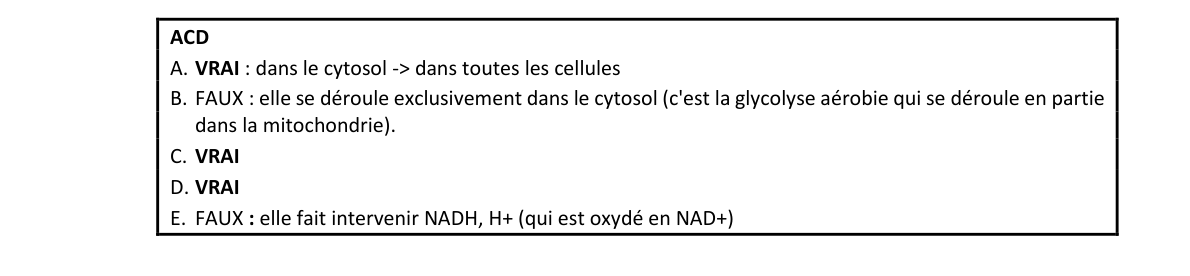 ACD
A. VRAI : dans le cytosol -> dans toutes les cellules
B. FAUX : elle se déroule exclusivement dans le cytosol (c'est la glycolyse aérobie qui se déroule en partie
dans la mitochondrie).
C. VRAI
D. VRAI
E. FAUX : elle fait intervenir NADH, H+ (qui est oxydé en NAD+)